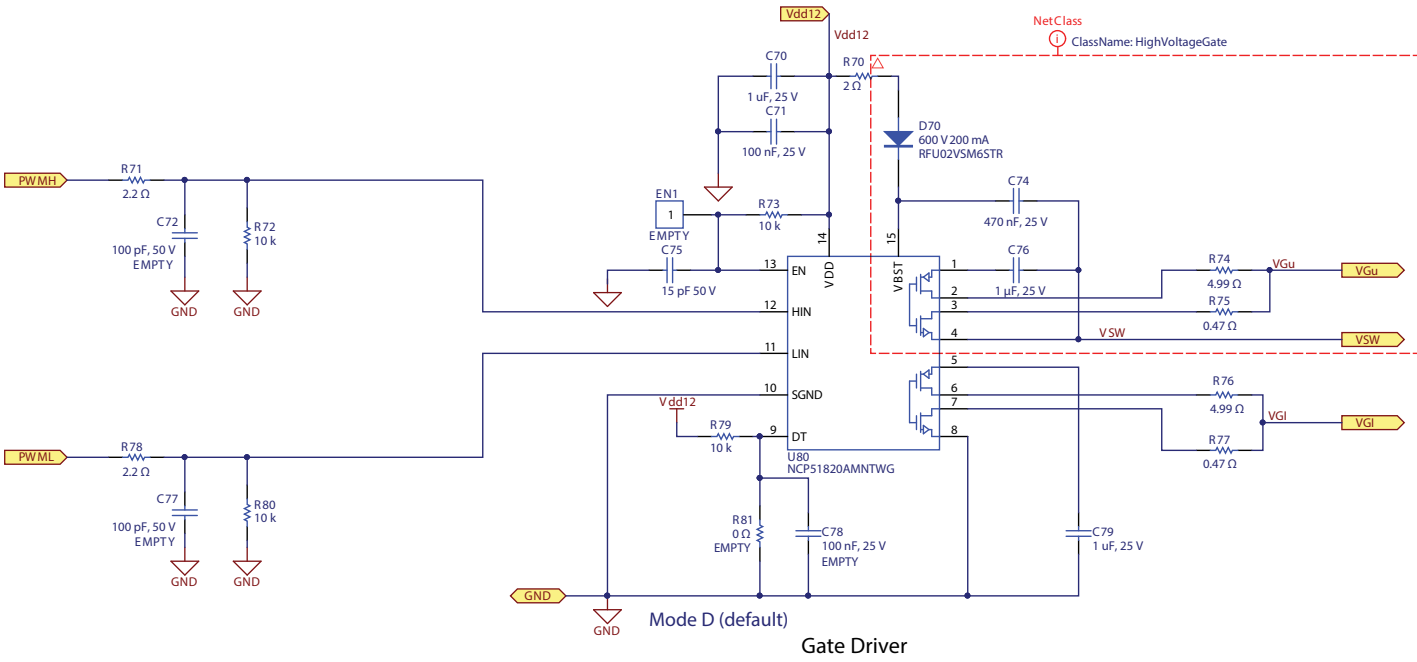 Vdd12
Vdd12
NetClass
i
ClassName: HighVoltageGate
C70
1 uF, 25 V
C71
100 nF, 25 V
R70
2 Ω
D70
600 V 200 mA
RFU02VSM6STR
PWMH
R71
2.2 Ω
C72
100 pF, 50 V
EMPTY
R72
10 k
GND
GND
EN1
1
EMPTY
R73
10 k
C75
15 pF 50 V
C74
470 nF, 25 V
C76
1 µF, 25 V
14
15
VDD
VBST
13
EN
12
HIN
11
LIN
10
SGND
9
DT
1
2
3
4
5
6
7
8
U80
NCP51820AMNTWG
R74
4.99 Ω
R75
0.47 Ω
VGu
VGu
VSW
VSW
R76
4.99 Ω
R77
0.47 Ω
VGl
VGl
PWML
R78
2.2 Ω
C77
100 pF, 50 V
EMPTY
R80
10 k
GND
GND
Vdd12
R79
10 k
R81
0 Ω
EMPTY
C78
100 nF, 25 V
EMPTY
C79
1 uF, 25 V
GND
GND
Mode D (default)
Gate Driver